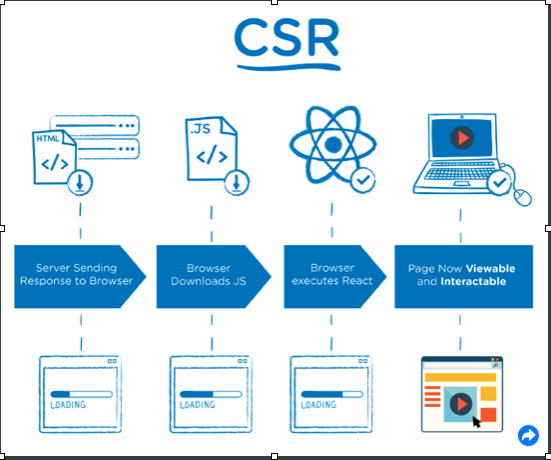 CSR
HTML
</>
.JS
</>
Server Sending
Response to Browser
Browser
Downloads JS
Browser
executes React
Page Now Viewable
and Interactable
LOADING
LOADING
LOADING